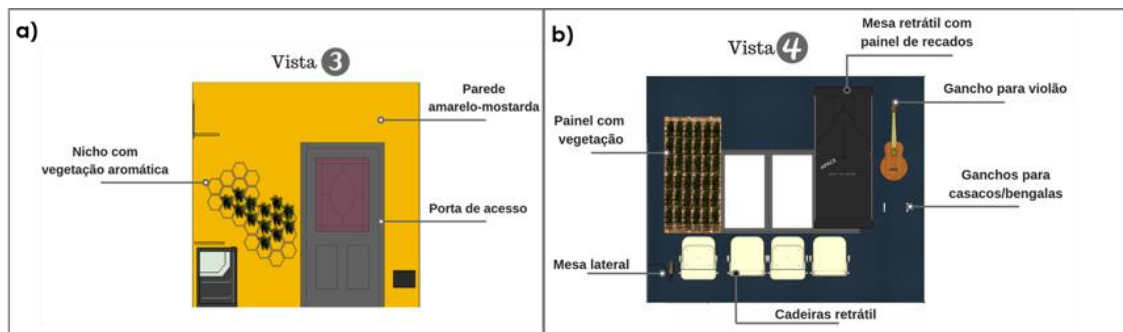 a)
Vista 3
Parede
amarelo-mostarda
Nicho com
vegetação aromática
Porta de acesso
b)
Vista 4
Mesa retrátil com
painel de recados
Gancho para violão
Painel com
vegetação
Ganchos para
casacos/bengalas
Mesa lateral
Cadeiras retrátil